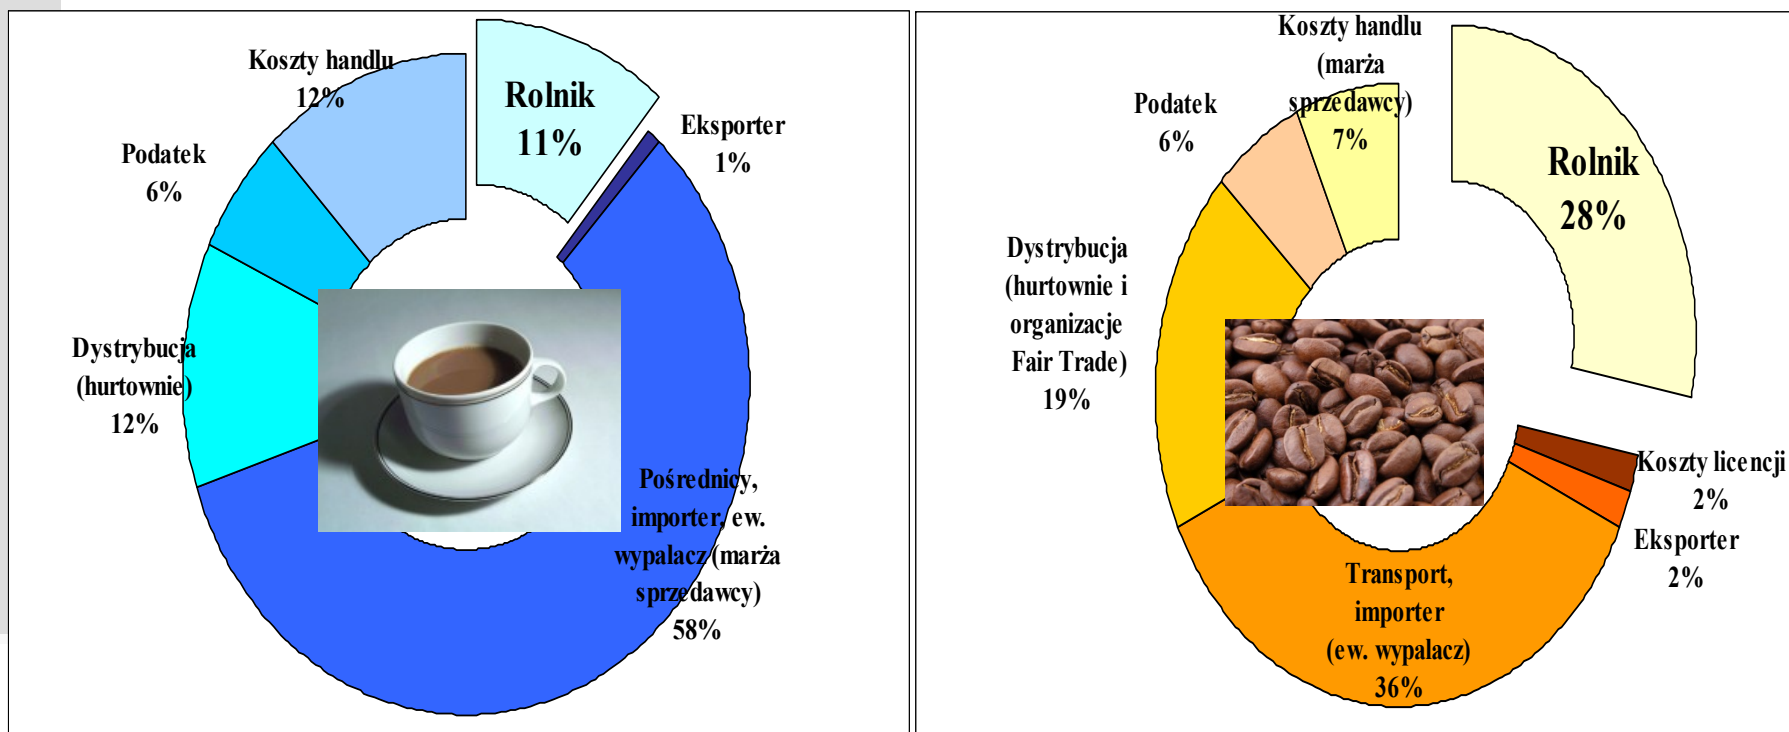 Koszty handlu
12%
Rolnik
11%
Eksporter
1%
Podatek
6%
Dystrybucja
(hurtownie)
12%
Pośrednicy,
importer, ew.
wypalacz (marża
sprzedawcy)
58%
Koszty handlu
(marża
sprzedawcy)
7%
Podatek
6%
Rolnik
28%
Dystrybucja
(hurtownie i
organizacje
Fair Trade)
19%
Koszty licencji
2%
Eksporter
2%
Transport,
importer
(ew. wypalacz)
36%